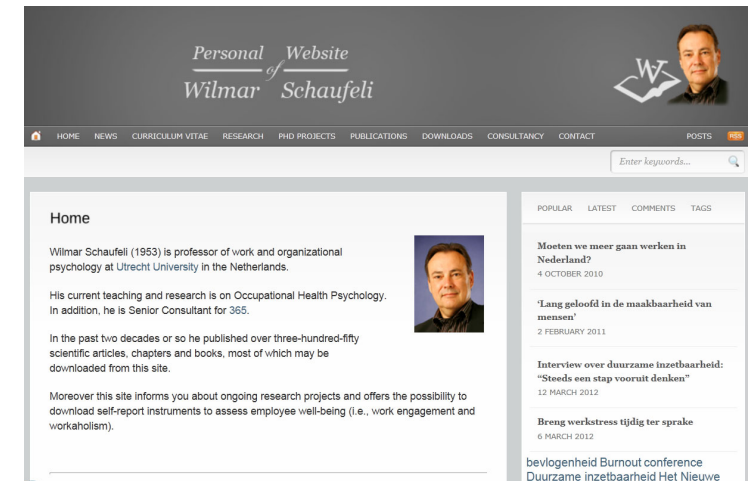 Personal Website
of
Wilmar Schaufeli
W
HOME NEWS CURRICULUM VITAE RESEARCH PHD PROJECTS PUBLICATIONS DOWNLOADS CONSULTANCY CONTACT POSTS RSS
Enter keywords...
Home
Wilmar Schaufeli (1953) is professor of work and organizational
psychology at Utrecht University in the Netherlands.
His current teaching and research is on Occupational Health Psychology.
In addition, he is Senior Consultant for 365.
In the past two decades or so he published over three-hundred-fifty
scientific articles, chapters and books, most of which may be
downloaded from this site.
Moreover this site informs you about ongoing research projects and offers the possibility to
download self-report instruments to assess employee well-being (i.e., work engagement and
workaholism).
POPULAR LATEST COMMENTS TAGS
Moeten we meer gaan werken in
Nederland?
4 OCTOBER 2010
‘Lang geloofd in de maakbaarheid van
mensen’
2 FEBRUARY 2011
Interview over duurzame inzetbaarheid:
“Steeds een stap vooruit denken”
12 MARCH 2012
Breng werkstress tijdig ter sprake
6 MARCH 2012
bevlogenheid Burnout conference
Duurzame inzetbaarheid Het Nieuwe